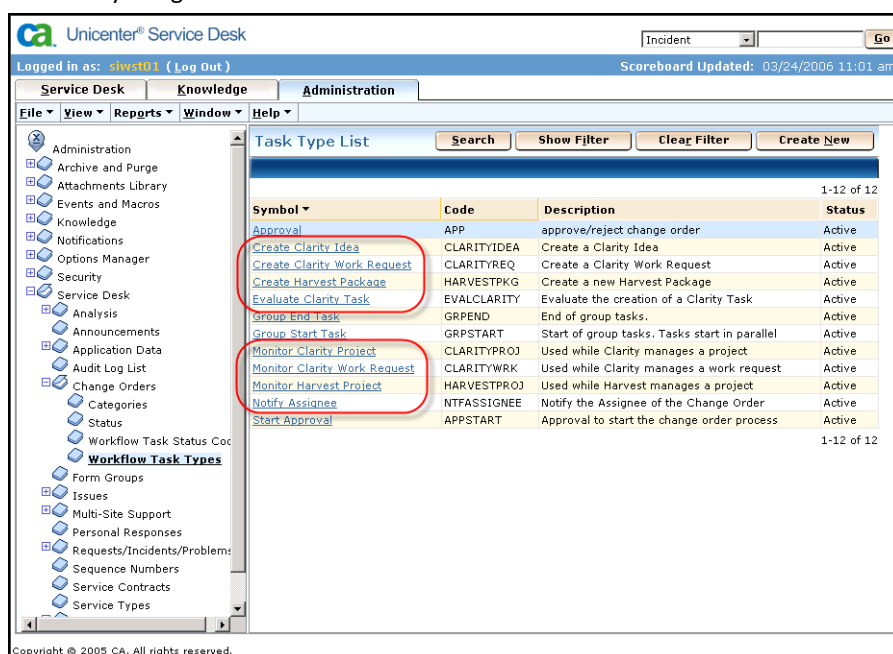 ca Unicenter® Service Desk
Incident Go
Logged in as: siwst01 (Log Out) Scoreboard Updated: 03/24/2006 11:01 am
Service Desk Knowledge Administration
File View Reports Window Help
Administration
Archive and Purge
Attachments Library
Events and Macros
Knowledge
Notifications
Options Manager
Security
Service Desk
Analysis
Announcements
Application Data
Audit Log List
Change Orders
Categories
Status
Workflow Task Status Coc
Workflow Task Types
Form Groups
Issues
Multi-Site Support
Personal Responses
Requests/Incidents/Problems
Sequence Numbers
Service Contracts
Service Types
Task Type List Search Show Filter Clear Filter Create New
1-12 of 12
Symbol Code Description Status
Approval APP approve/reject change order Active
Create Clarity Idea CLARITYIDEA Create a Clarity Idea Active
Create Clarity Work Request CLARITYREQ Create a Clarity Work Request Active
Create Harvest Package HARVESTPKG Create a new Harvest Package Active
Evaluate Clarity Task EVALCLARITY Evaluate the creation of a Clarity Task Active
Group End Task GRPEND End of group tasks. Active
Group Start Task GRPSTART Start of group tasks. Tasks start in parallel Active
Monitor Clarity Project CLARITYPROJ Used while Clarity manages a project Active
Monitor Clarity Work Request CLARITYWRK Used while Clarity manages a work request Active
Monitor Harvest Project HARVESTPROJ Used while Harvest manages a project Active
Notify Assignee NTFASSIGNEE Notify the Assignee of the Change Order Active
Start Approval APPSTART Approval to start the change order process Active
1-12 of 12
Copyright © 2005 CA. All rights reserved.